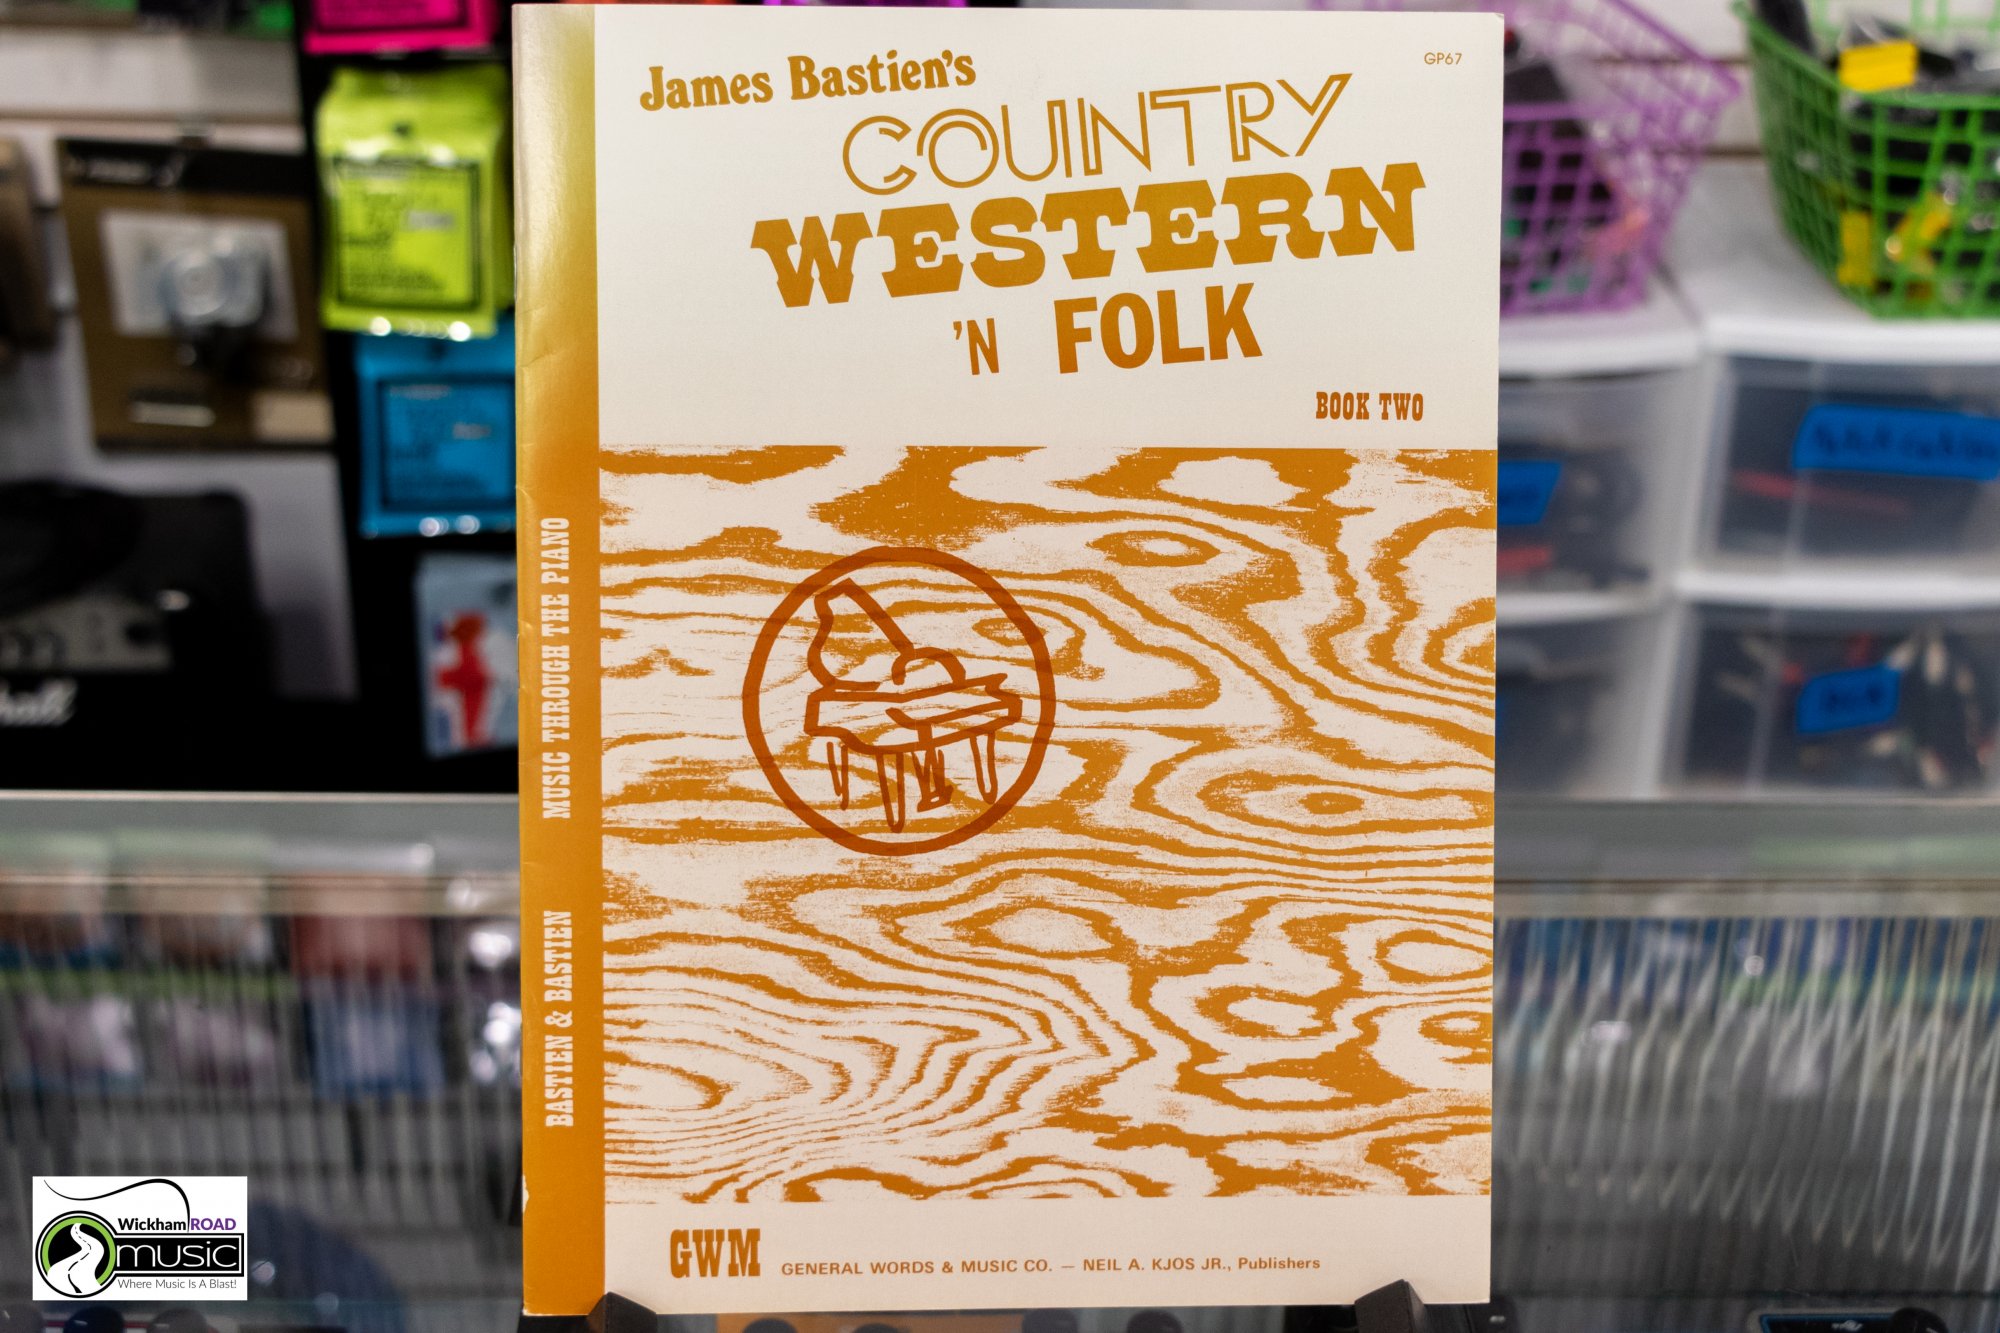 James Bastien's
GP67
COUNTRY
WESTERN
'N FOLK
BOOK TWO
MUSIC THROUGH THE PIANO
BASTIEN & BASTIEN
GWM
GENERAL WORDS & MUSIC CO. — NEIL A. KJOS JR., Publishers
Wickham ROAD
music
Where Music Is A Blast!